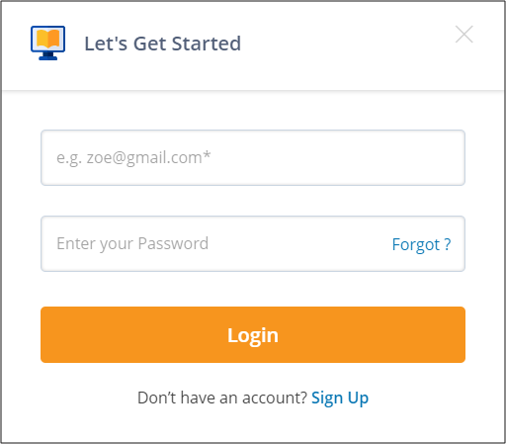 Let's Get Started
e.g. zoe@gmail.com*
Enter your Password Forgot ?
Login
Don't have an account? Sign Up